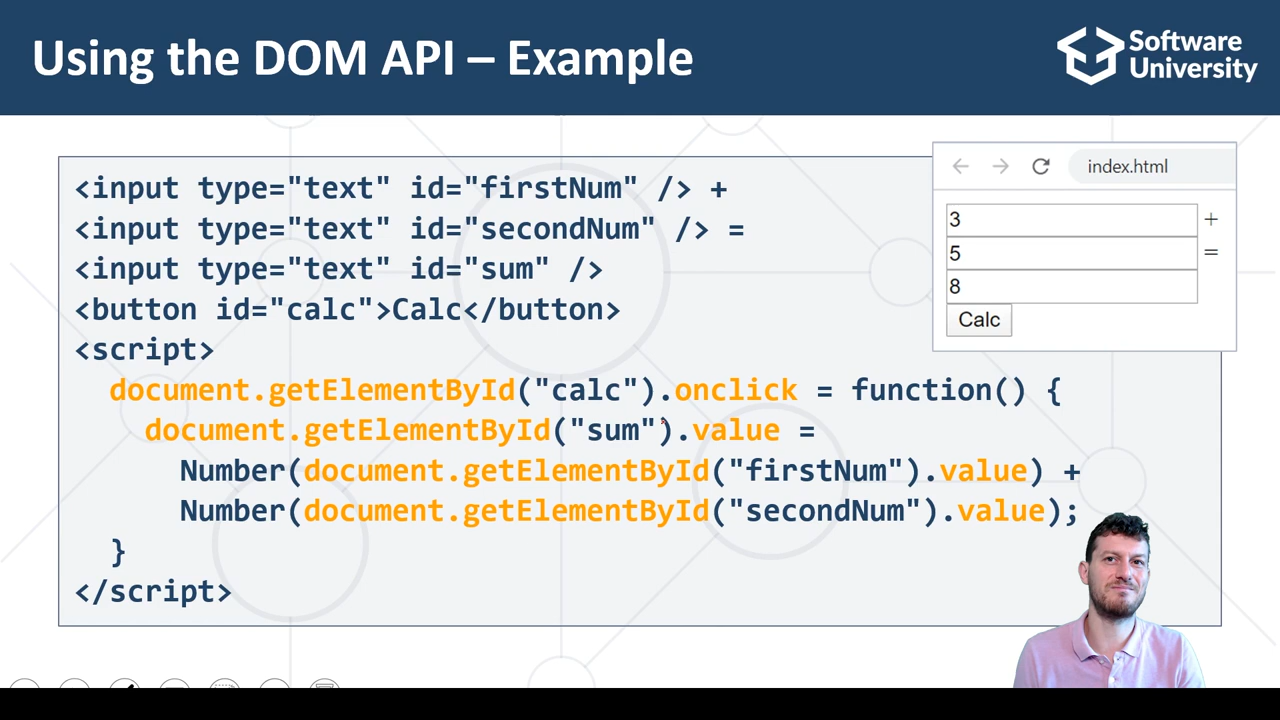 Using the DOM API – Example
Software
University
<input type="text" id="firstNum" /> +
<input type="text" id="secondNum" /> =
<input type="text" id="sum" />
<button id="calc">Calc</button>
<script>
document.getElementById("calc").onclick = function() {
document.getElementById("sum").value =
Number(document.getElementById("firstNum").value) +
Number(document.getElementById("secondNum").value);
}
</script>
index.html
3 +
5 =
8
Calc